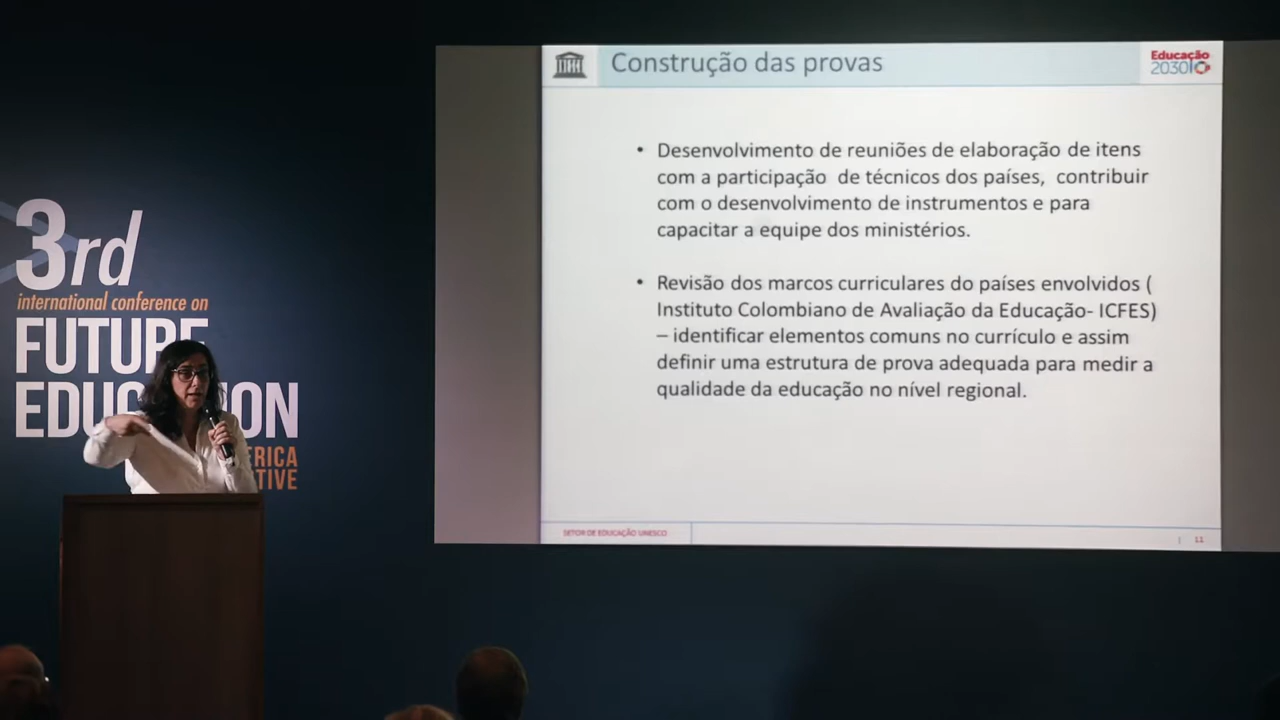 3rd
international conference on
FUTURE
EDUCATION
ERICA
TIVE
Construção das provas
Educação
2030
• Desenvolvimento de reuniões de elaboração de itens
com a participação de técnicos dos países, contribuir
com o desenvolvimento de instrumentos e para
capacitar a equipe dos ministérios.
• Revisão dos marcos curriculares do países envolvidos (
Instituto Colombiano de Avaliação da Educação- ICFES)
– identificar elementos comuns no currículo e assim
definir uma estrutura de prova adequada para medir a
qualidade da educação no nível regional.
SETOR DE EDUCAÇÃO UNESCO
| 11